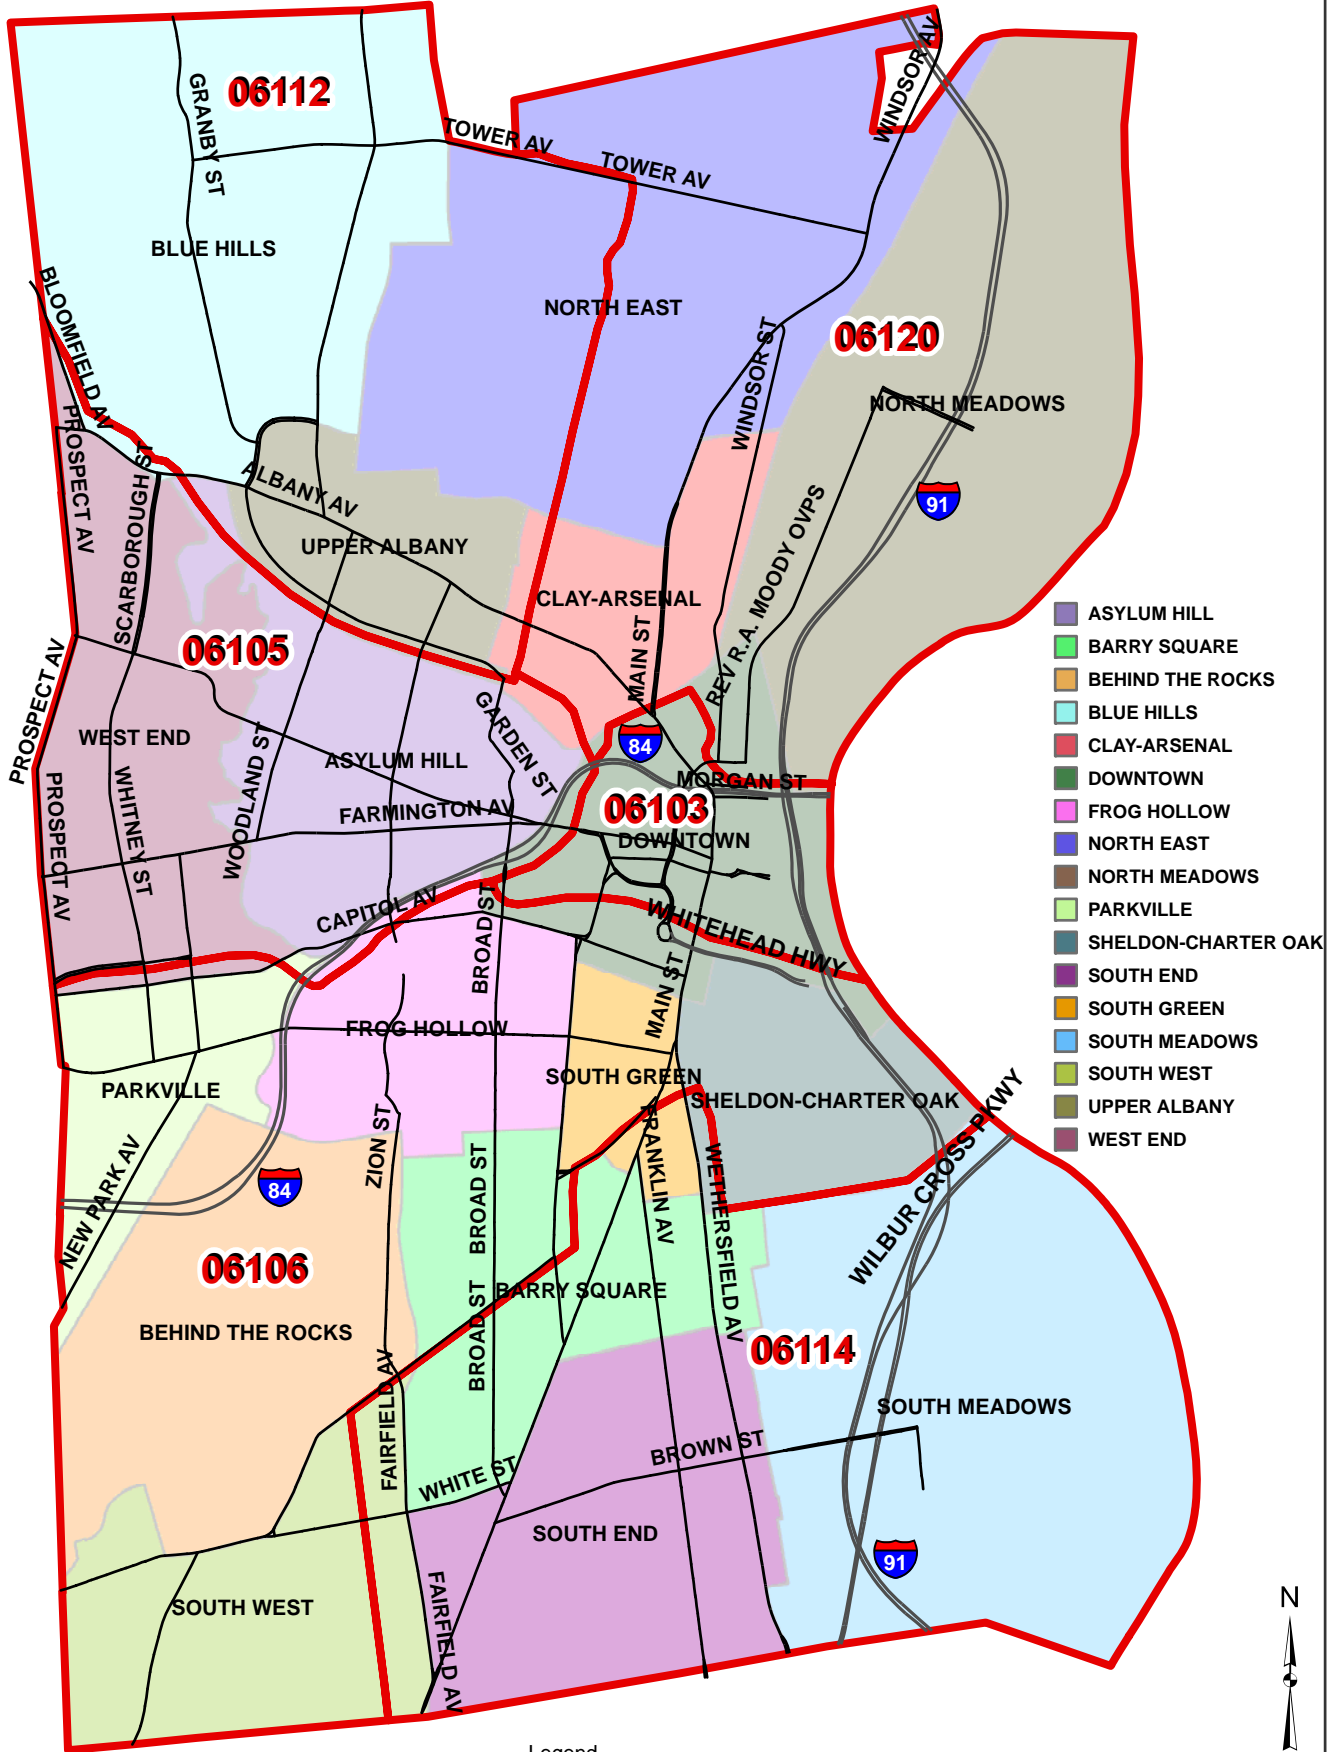 WINDSOR AV
06112
GRANBY ST
TOWER AV
TOWER AV
BLUE HILLS
BLOOMFIELD AV
NORTH EAST
06120
WINDSOR ST
NORTH MEADOWS
PROSPECT AV
SCARBOROUGH ST
ALBANY AV
91
UPPER ALBANY
REV R.A. MOODY OVPS
CLAY-ARSENAL
MAIN ST
06105
PROSPECT AV
WEST END
WOODLAND ST
GARDEN ST
84
ASYLUM HILL
MORGAN ST
PROSPECT AV
WHITNEY ST
FARMINGTON AV
06103
DOWNTOWN
CAPITOL AV
BROAD ST
WHITEHEAD HWY
MAIN ST
FROG HOLLOW
SOUTH GREEN
PARKVILLE
SHELDON-CHARTER OAK
WILBUR CROSS PKWY
NEW PARK AV
ZION ST
FRANKLIN AV
84
BROAD ST
WETHERSFIELD AV
06106
BARRY SQUARE
BEHIND THE ROCKS
BROAD ST
06114
FAIRFIELD AV
SOUTH MEADOWS
BROWN ST
WHITE ST
SOUTH END
91
SOUTH WEST
FAIRFIELD AV
ASYLUM HILL
BARRY SQUARE
BEHIND THE ROCKS
BLUE HILLS
CLAY-ARSENAL
DOWNTOWN
FROG HOLLOW
NORTH EAST
NORTH MEADOWS
PARKVILLE
SHELDON-CHARTER OAK
SOUTH END
SOUTH GREEN
SOUTH MEADOWS
SOUTH WEST
UPPER ALBANY
WEST END
N
Legend